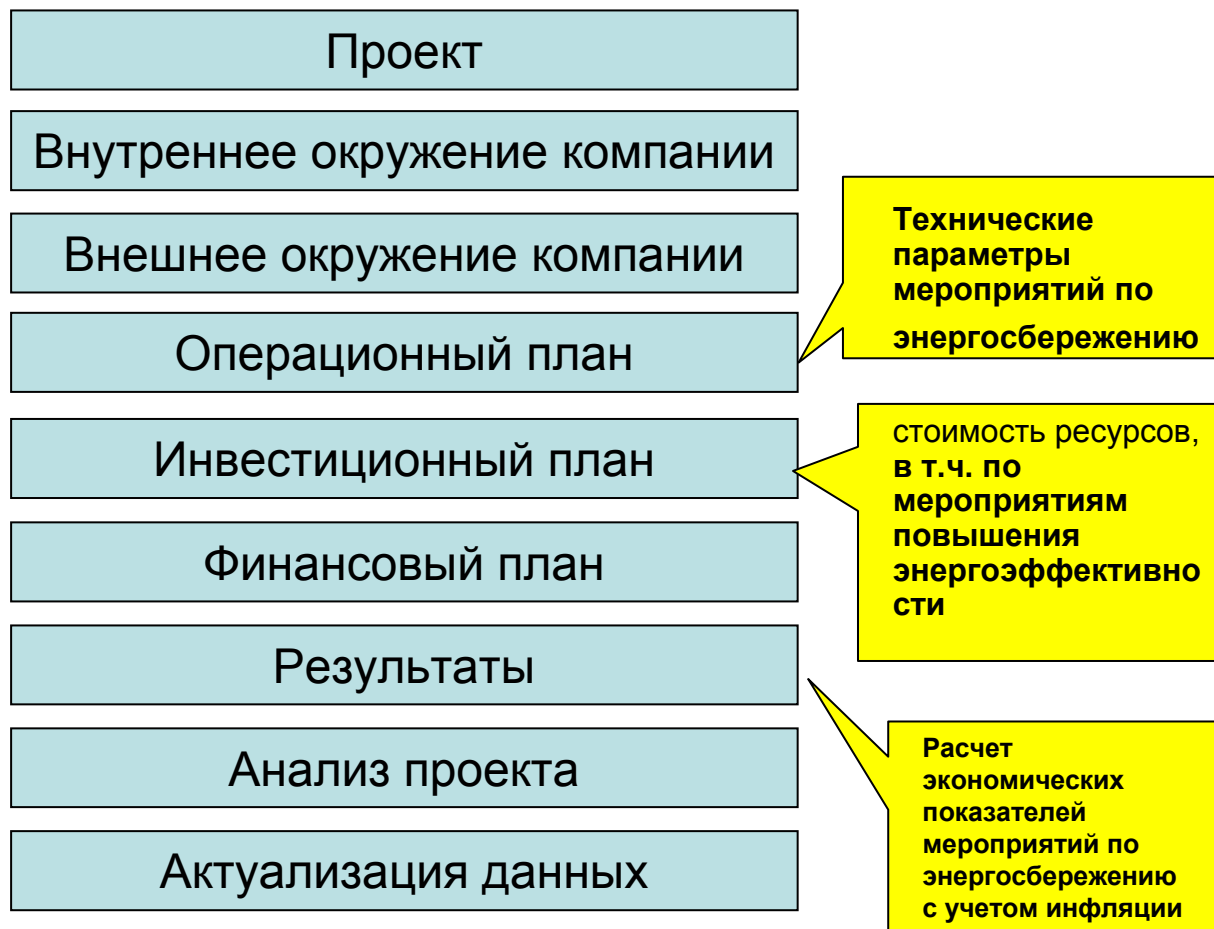 Проект
Внутреннее окружение компании
Внешнее окружение компании
Операционный план
Инвестиционный план
Финансовый план
Результаты
Анализ проекта
Актуализация данных
Технические
параметры
мероприятий по
энергосбережению
стоимость ресурсов,
в т.ч. по
мероприятиям
повышения
энергоэффективно
сти
Расчет
экономических
показателей
мероприятий по
энергосбережению
с учетом инфляции